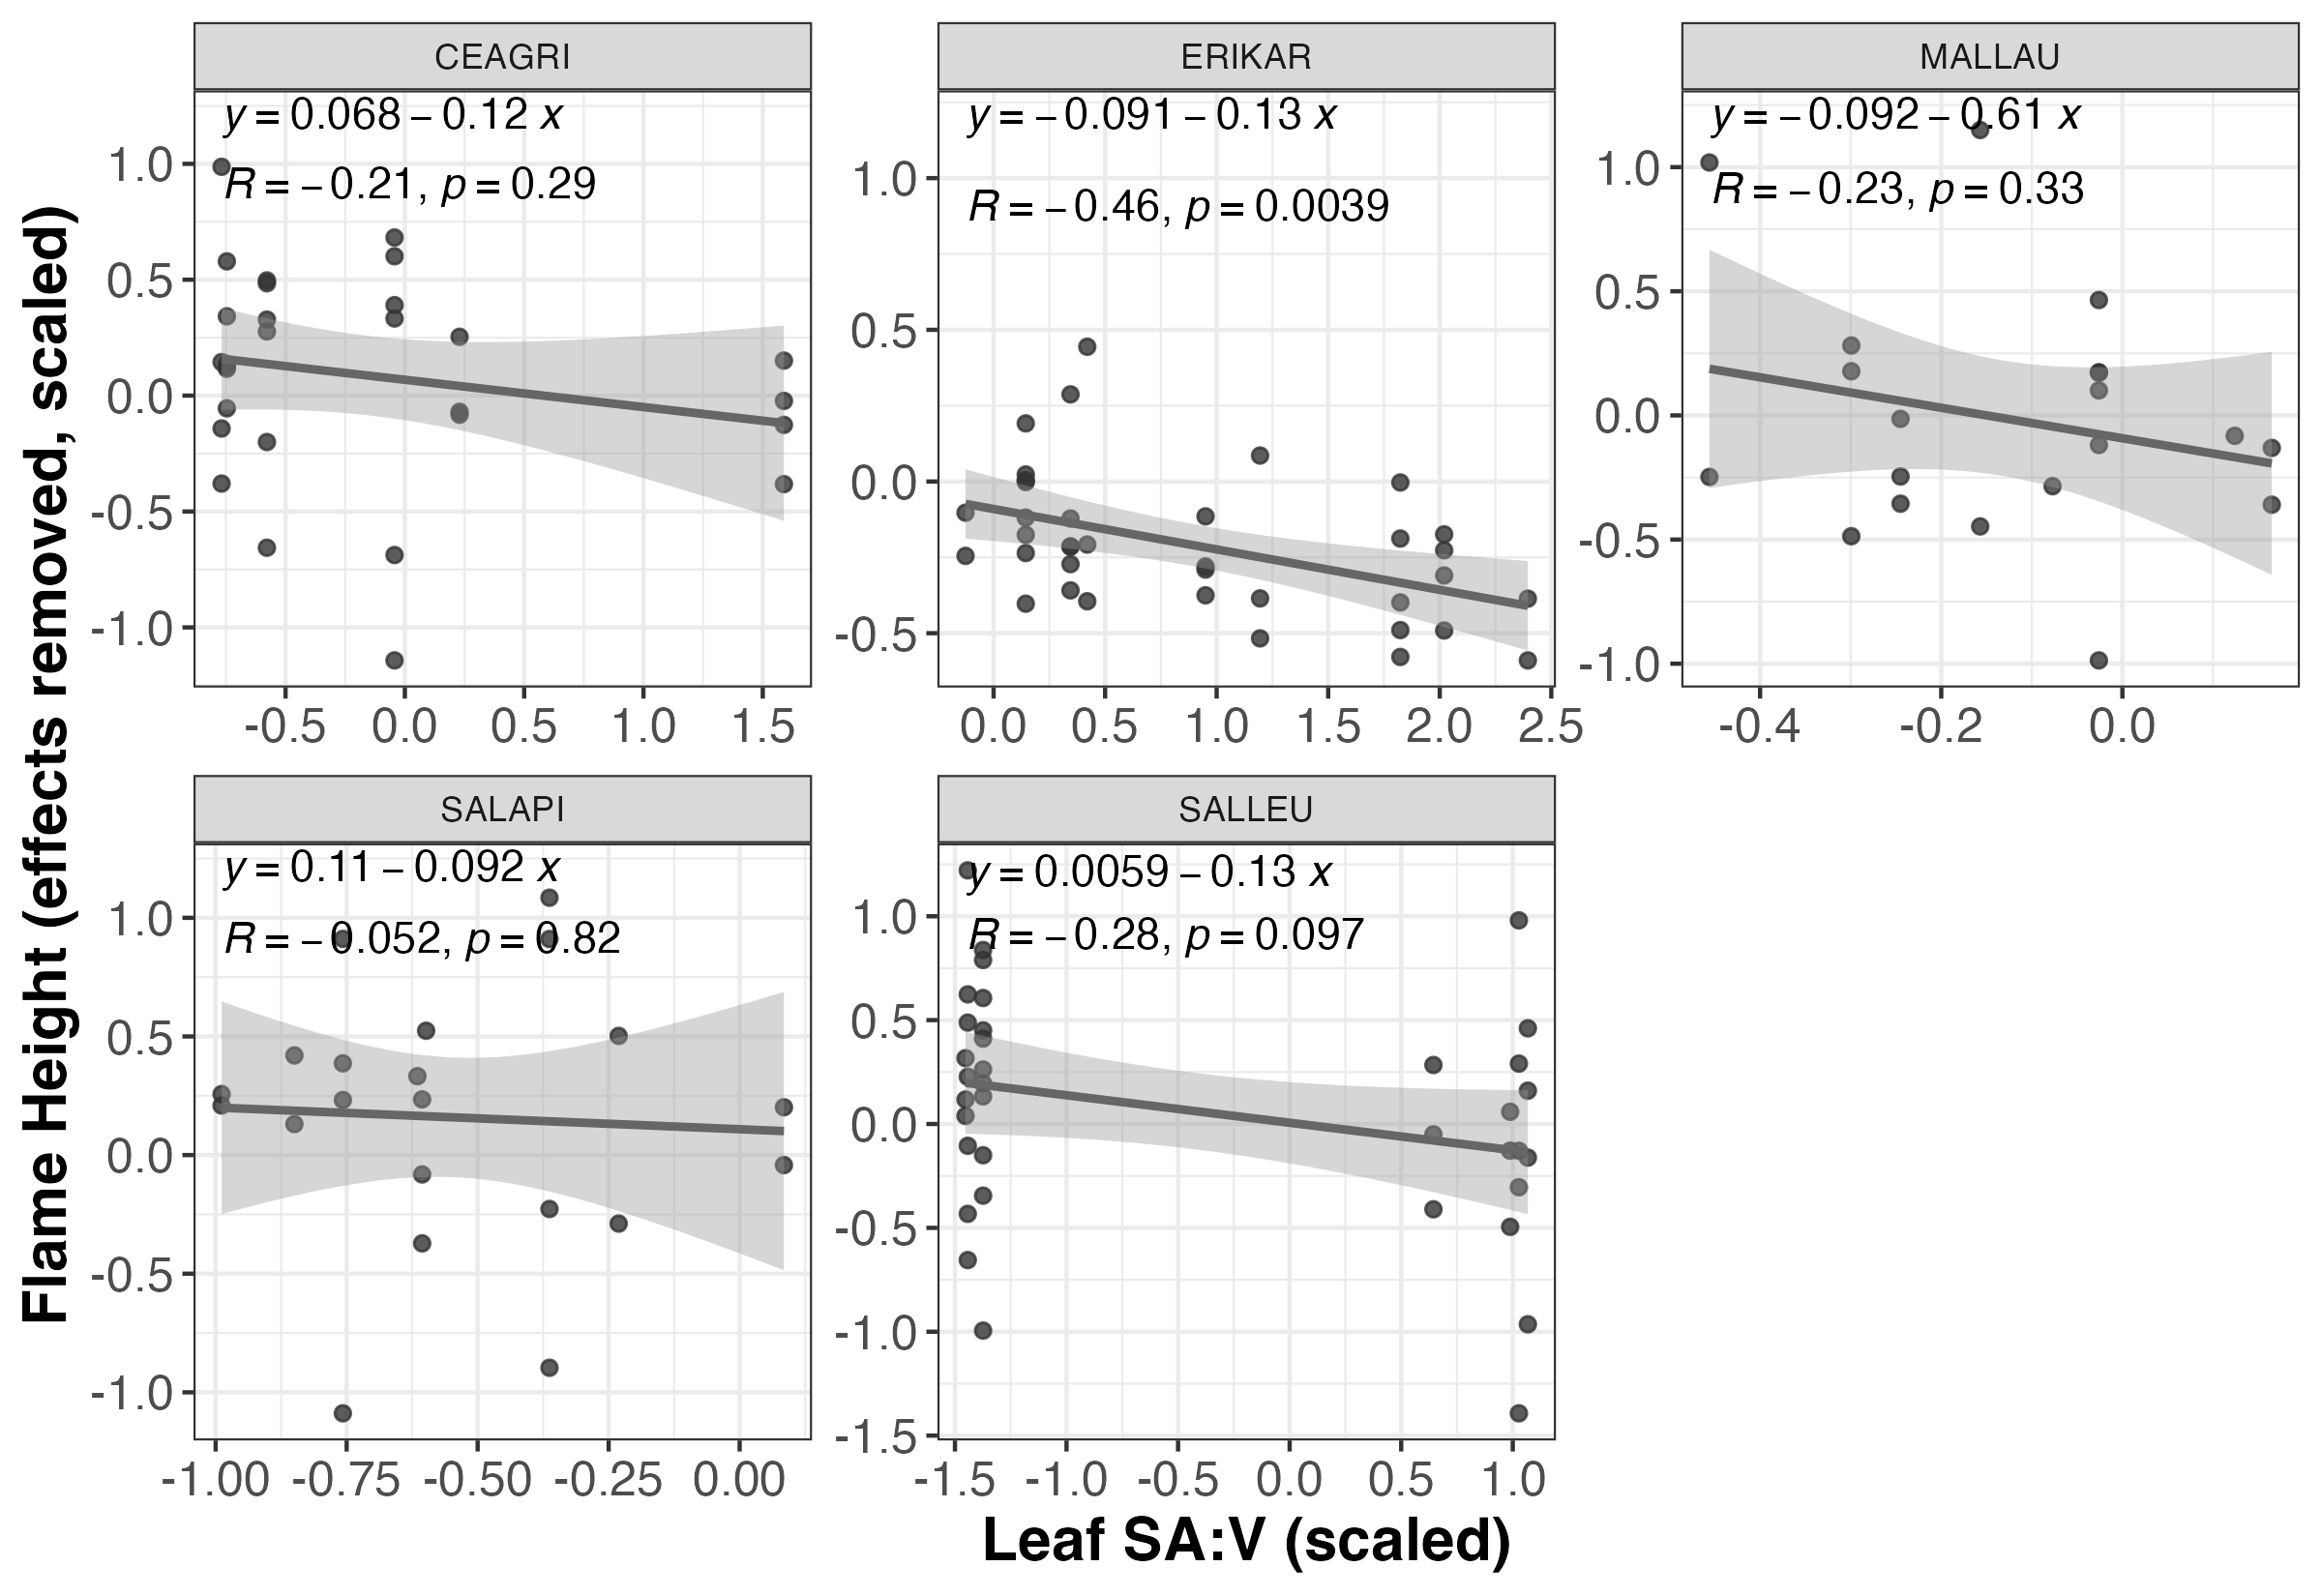 CEAGRI
y = 0.068 − 0.12 x
R = −0.21, p = 0.29
1.0
0.5
0.0
-0.5
-1.0
-0.5 0.0 0.5 1.0 1.5
ERIKAR
y = −0.091 − 0.13 x
R = −0.46, p = 0.0039
1.0
0.5
0.0
-0.5
0.0 0.5 1.0 1.5 2.0 2.5
MALLAU
y = −0.092 − 0.61 x
R = −0.23, p = 0.33
1.0
0.5
0.0
-0.5
-1.0
-0.4 -0.2 0.0
SALAPI
y = 0.11 − 0.092 x
R = −0.052, p = 0.82
1.0
0.5
0.0
-0.5
-1.0
-1.00 -0.75 -0.50 -0.25 0.00
SALLEU
y = 0.0059 − 0.13 x
R = −0.28, p = 0.097
1.0
0.5
0.0
-0.5
-1.0
-1.5
-1.5 -1.0 -0.5 0.0 0.5 1.0
Flame Height (effects removed, scaled)
Leaf SA:V (scaled)